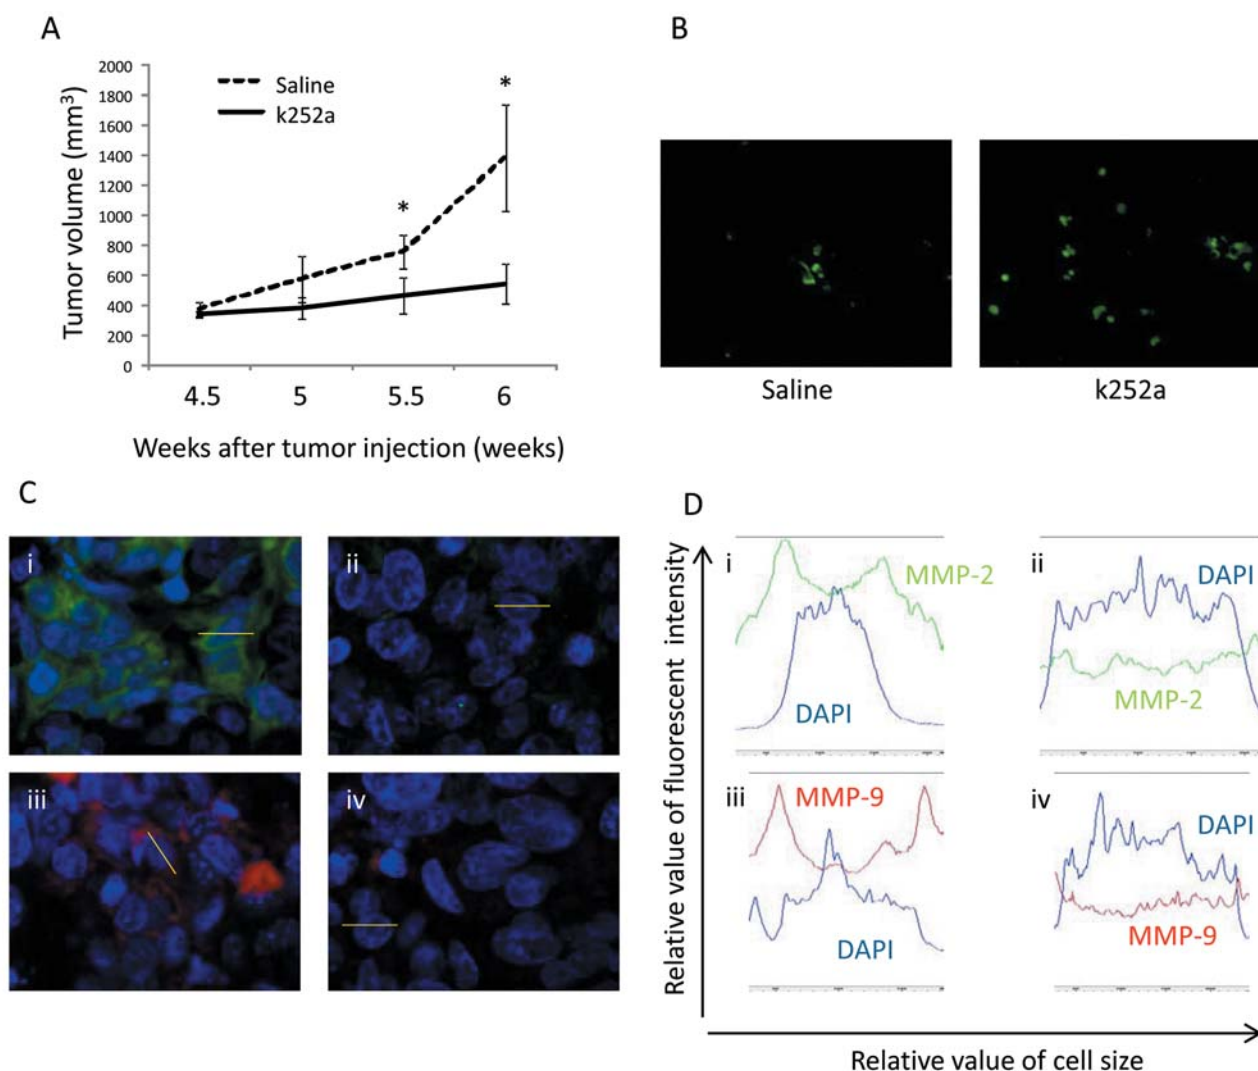 A
2000
1800
1600
1400
1200
1000
800
600
400
200
0
Tumor volume (mm³)
Saline
k252a
*
*
4.5 5 5.5 6
Weeks after tumor injection (weeks)
B
Saline k252a
C
i ii
iii iv
D
Relative value of fluorescent intensity
i
MMP-2
DAPI
ii
DAPI
MMP-2
iii
MMP-9
DAPI
iv
DAPI
MMP-9
Relative value of cell size